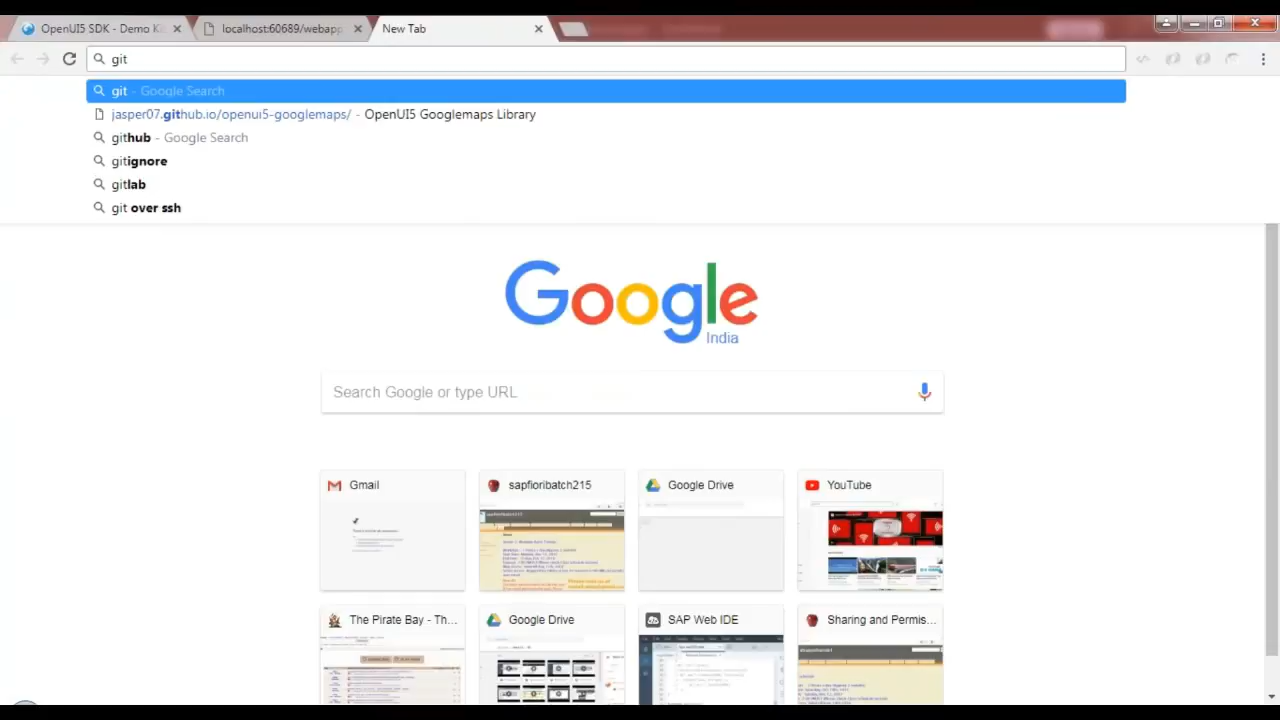 OpenUI5 SDK - Demo Ki
localhost:60689/webapp
New Tab
git
git - Google Search
jasper07.github.io/openui5-googlemaps/ - OpenUI5 Googlemaps Library
github - Google Search
gitignore
gitlab
git over ssh
Google
India
Search Google or type URL
Gmail
sapfioribatch215
Google Drive
YouTube
The Pirate Bay - Th...
Google Drive
SAP Web IDE
Sharing and Permis...